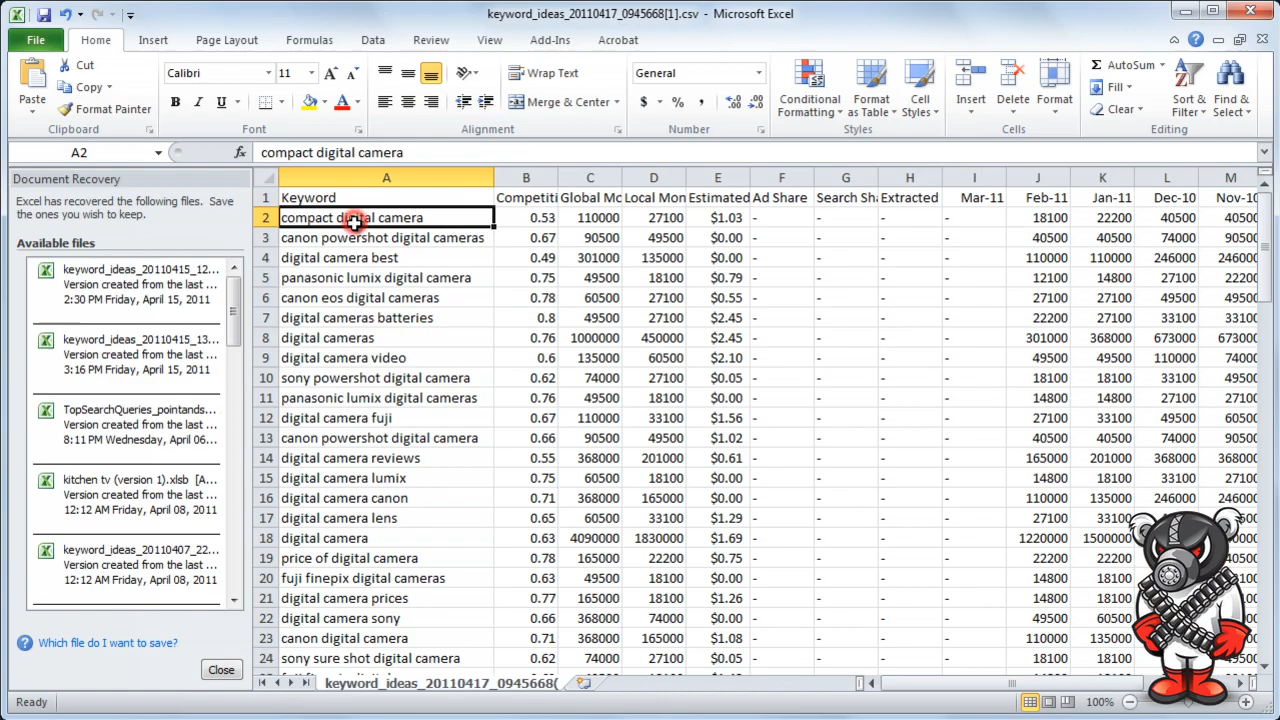 keyword_ideas_20110417_0945668[1].csv - Microsoft Excel
File Home Insert Page Layout Formulas Data Review View Add-Ins Acrobat
Paste
Cut
Copy
Format Painter
Clipboard
Calibri 11
B I U
Font
Wrap Text
Merge & Center
Alignment
General
$ % ,
Number
Conditional Formatting
Format as Table
Cell Styles
Styles
Insert Delete Format
Cells
AutoSum
Fill
Clear
Sort & Filter
Find & Select
Editing
A2 fx compact digital camera
Document Recovery
Excel has recovered the following files. Save
the ones you wish to keep.
Available files
keyword_ideas_20110415_12...
Version created from the last ...
2:30 PM Friday, April 15, 2011
keyword_ideas_20110415_13...
Version created from the last ...
3:16 PM Friday, April 15, 2011
TopSearchQueries_pointands...
Version created from the last ...
8:11 PM Wednesday, April 06...
kitchen tv (version 1).xlsb [A...
Version created from the last ...
12:12 AM Friday, April 08, 2011
keyword_ideas_20110407_22...
Version created from the last ...
12:12 AM Friday, April 08, 2011
Which file do I want to save?
Close
A B C D E F G H I J K L M
1 Keyword Competiti Global Mo Local Mon Estimated Ad Share Search Sha Extracted Mar-11 Feb-11 Jan-11 Dec-10 Nov-10
2 compact digital camera 0.53 110000 27100 $1.03 - - - - 18100 22200 40500 40500
3 canon powershot digital cameras 0.67 90500 49500 $0.00 - - - - 40500 40500 74000 90500
4 digital camera best 0.49 301000 135000 $0.00 - - - - 110000 110000 246000 246000
5 panasonic lumix digital camera 0.75 49500 18100 $0.79 - - - - 12100 14800 27100 27100
6 canon eos digital cameras 0.78 60500 27100 $0.55 - - - - 27100 27100 49500 49500
7 digital cameras batteries 0.8 49500 27100 $2.45 - - - - 22200 27100 33100 33100
8 digital cameras 0.76 1000000 450000 $2.45 - - - - 301000 368000 673000 673000
9 digital camera video 0.6 135000 60500 $2.10 - - - - 49500 49500 110000 74000
10 sony powershot digital camera 0.62 74000 27100 $0.05 - - - - 18100 18100 33100 49500
11 panasonic lumix digital cameras 0.76 49500 18100 $0.00 - - - - 14800 14800 27100 27100
12 digital camera fuji 0.67 110000 33100 $1.56 - - - - 27100 33100 49500 60500
13 canon powershot digital camera 0.66 90500 49500 $1.02 - - - - 40500 40500 74000 90500
14 digital camera reviews 0.55 368000 201000 $0.61 - - - - 165000 201000 368000 368000
15 digital camera lumix 0.75 60500 18100 $0.00 - - - - 14800 18100 33100 27100
16 digital camera canon 0.71 368000 165000 $0.00 - - - - 110000 135000 246000 246000
17 digital camera lens 0.65 60500 33100 $1.29 - - - - 27100 33100
18 digital camera 0.63 4090000 1830000 $1.69 - - - - 1220000 1500000
19 price of digital camera 0.78 165000 22200 $0.75 - - - - 22200 22200
20 fuji finepix digital cameras 0.63 49500 18100 $0.00 - - - - 14800 18100
21 digital camera prices 0.77 165000 18100 $1.26 - - - - 14800 18100
22 digital camera sony 0.66 74000 40500 $0.00 - - - - 49500 60500
23 canon digital camera 0.71 368000 165000 $1.08 - - - - 110000 135000
24 sony sure shot digital camera 0.62 74000 27100 $0.05 - - - - 18100 18100
keyword_ideas_20110417_0945668(
Ready 100%